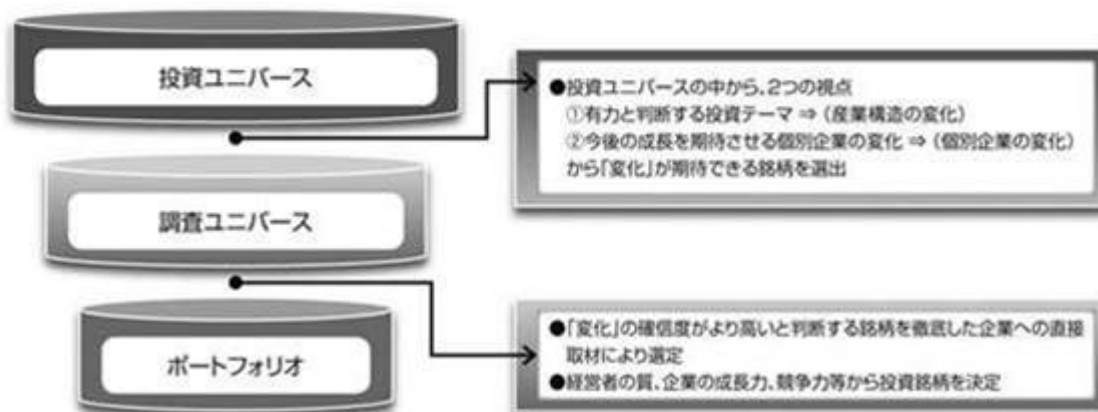 投資ユニバース
●投資ユニバースの中から、2つの視点
①有力と判断する投資テーマ ⇒ (産業構造の変化)
②今後の成長を期待させる個別企業の変化 ⇒ (個別企業の変化)
から「変化」が期待できる銘柄を選出
調査ユニバース
●「変化」の確信度がより高いと判断する銘柄を徹底した企業への直接
取材により選定
●経営者の質、企業の成長力、競争力等から投資銘柄を決定
ポートフォリオ